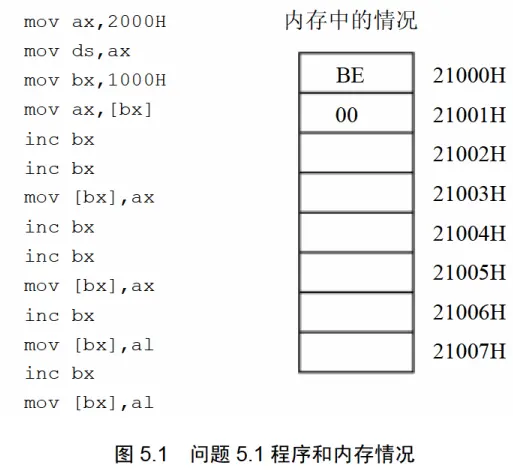 mov ax,2000H
mov ds,ax
mov bx,1000H
mov ax,[bx]
inc bx
inc bx
mov [bx],ax
inc bx
inc bx
mov [bx],ax
inc bx
mov [bx],al
inc bx
mov [bx],al
内存中的情况
BE 21000H
00 21001H
21002H
21003H
21004H
21005H
21006H
21007H
图 5.1 问题 5.1 程序和内存情况